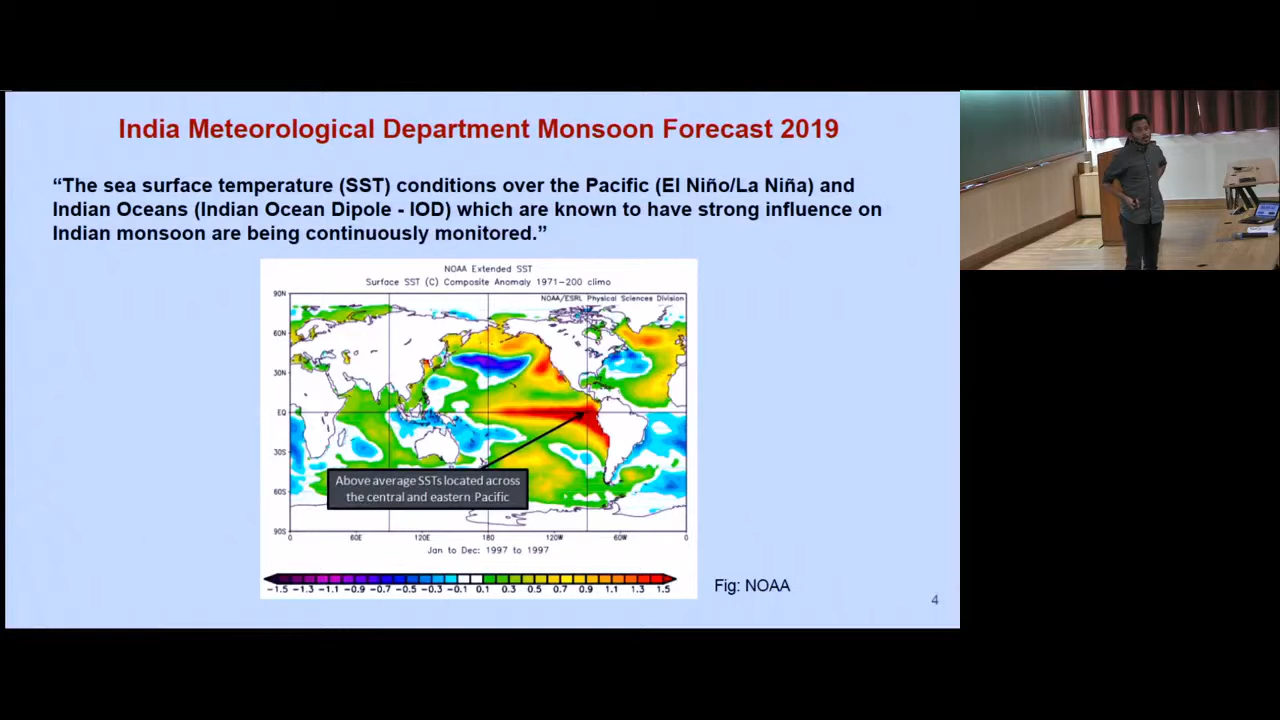 India Meteorological Department Monsoon Forecast 2019
“The sea surface temperature (SST) conditions over the Pacific (El Niño/La Niña) and
Indian Oceans (Indian Ocean Dipole - IOD) which are known to have strong influence on
Indian monsoon are being continuously monitored.”
NOAA Extended SST
Surface SST (C) Composite Anomaly 1971-200 climo
NOAA/ESRL Physical Sciences Division
90N
60N
30N
EQ
30S
60S
90S
Above average SSTs located across
the central and eastern Pacific
0 60E 120E 180 120W 60W 0
Jan to Dec: 1997 to 1997
-1.5 -1.3 -1.1 -0.9 -0.7 -0.5 -0.3 -0.1 0.1 0.3 0.5 0.7 0.9 1.1 1.3 1.5
Fig: NOAA
4